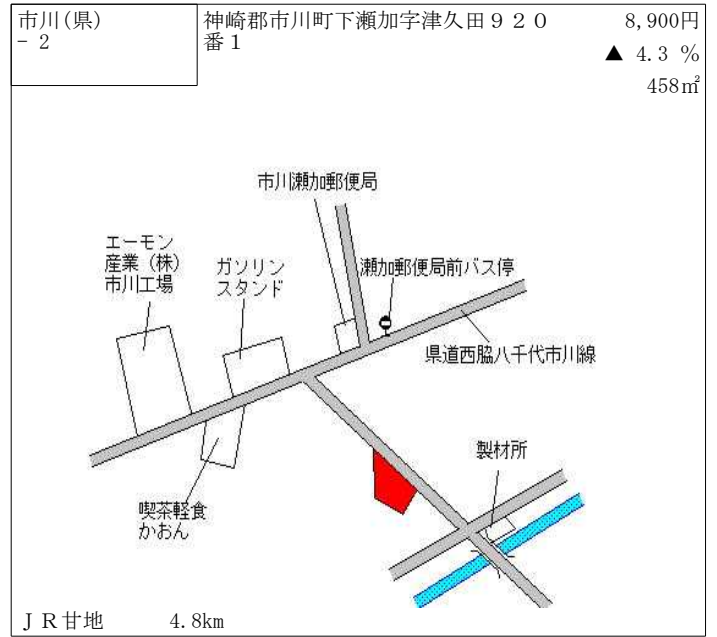 市川(県)
－2
神崎郡市川町下瀬加字津久田９２０
番１
8,900円
▲ 4.3 %
458㎡
市川瀬加郵便局
エーモン
産業（株）
市川工場
ガソリン
スタンド
瀬加郵便局前バス停
県道西脇八千代市川線
製材所
喫茶軽食
かおん
ＪＲ甘地 4.8km